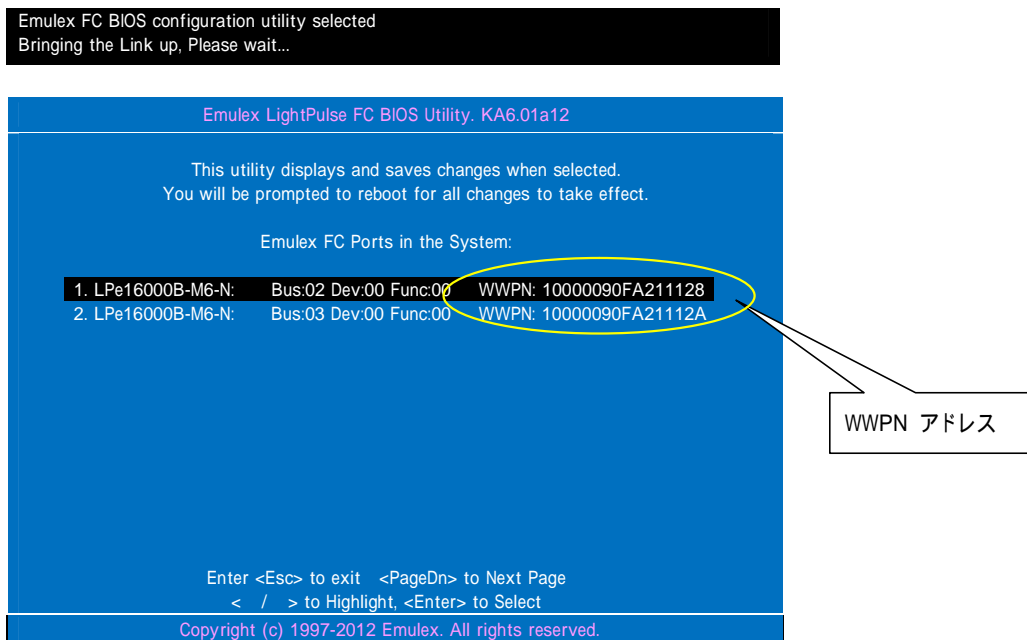 Emulex FC BIOS configuration utility selected
Bringing the Link up, Please wait...
Emulex LightPulse FC BIOS Utility. KA6.01a12
This utility displays and saves changes when selected.
You will be prompted to reboot for all changes to take effect.
Emulex FC Ports in the System:
1. LPe16000B-M6-N: Bus:02 Dev:00 Func:00 WWPN: 10000090FA211128
2. LPe16000B-M6-N: Bus:03 Dev:00 Func:00 WWPN: 10000090FA21112A
WWPN アドレス
Enter <Esc> to exit <PageDn> to Next Page
< / > to Highlight, <Enter> to Select
Copyright (c) 1997-2012 Emulex. All rights reserved.